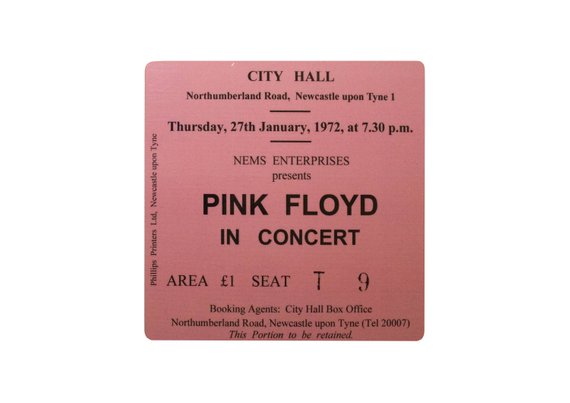 CITY HALL
Northumberland Road, Newcastle upon Tyne 1
Thursday, 27th January, 1972, at 7.30 p.m.
NEMS ENTERPRISES
presents
PINK FLOYD
IN CONCERT
AREA £1 SEAT T 9
Booking Agents: City Hall Box Office
Northumberland Road, Newcastle upon Tyne (Tel 20007)
This Portion to be retained.
Phillips Printers Ltd, Newcastle upon Tyne